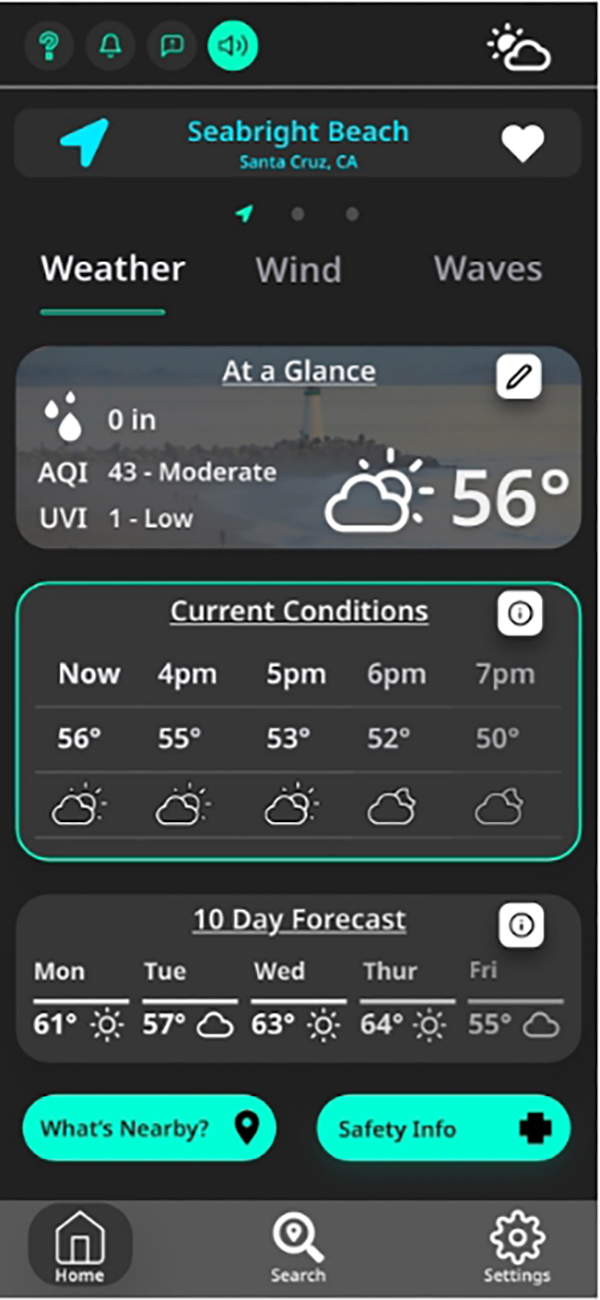 Seabright Beach
Santa Cruz, CA
Weather Wind Waves
At a Glance
0 in
AQI 43 - Moderate
UVI 1 - Low
56°
Current Conditions
Now 4pm 5pm 6pm 7pm
56° 55° 53° 52° 50°
10 Day Forecast
Mon Tue Wed Thur Fri
61° 57° 63° 64° 55°
What's Nearby? Safety Info
Home Search Settings